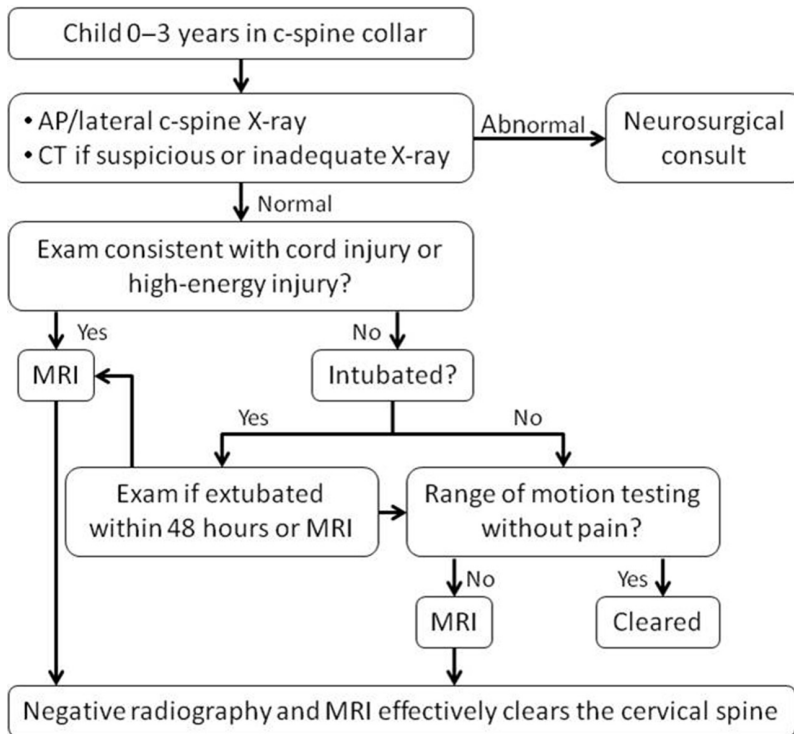 Child 0–3 years in c-spine collar
• AP/lateral c-spine X-ray
• CT if suspicious or inadequate X-ray
Abnormal
Neurosurgical
consult
Normal
Exam consistent with cord injury or
high-energy injury?
Yes
No
MRI
Intubated?
Yes
No
Exam if extubated
within 48 hours or MRI
Range of motion testing
without pain?
No
Yes
MRI
Cleared
Negative radiography and MRI effectively clears the cervical spine